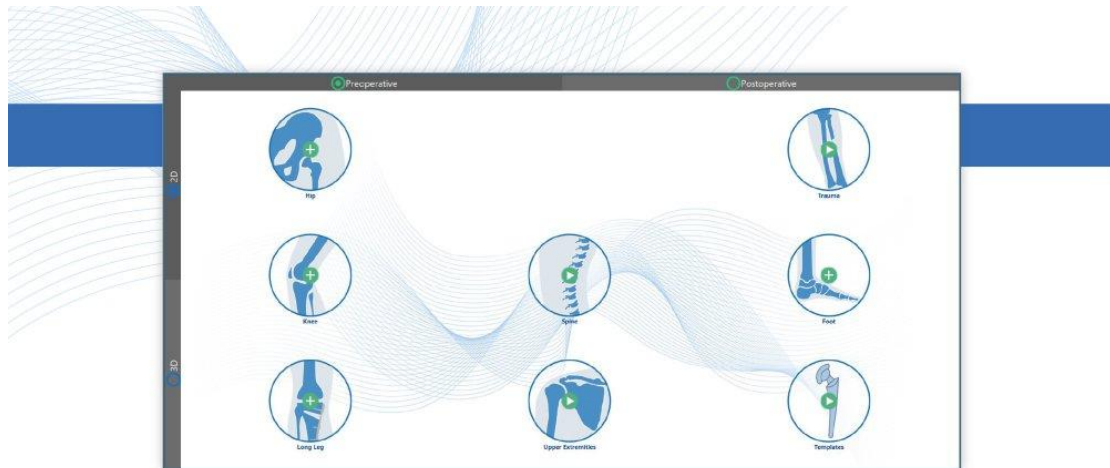 Preoperative
Postoperative
2D
Hip
Trauma
Knee
Spine
Foot
3D
Long Leg
Upper Extremities
Templates